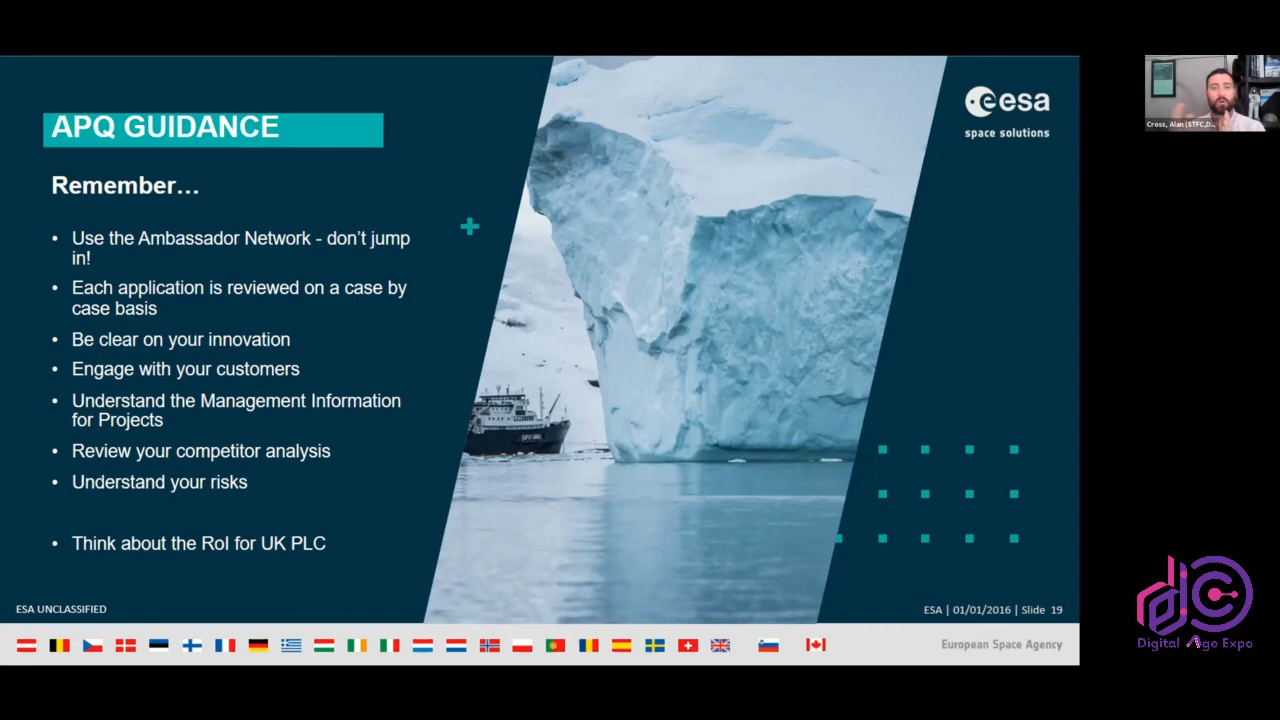 APQ GUIDANCE
Remember...
• Use the Ambassador Network - don't jump
in!
• Each application is reviewed on a case by
case basis
• Be clear on your innovation
• Engage with your customers
• Understand the Management Information
for Projects
• Review your competitor analysis
• Understand your risks
• Think about the RoI for UK PLC
ESA UNCLASSIFIED
esa
space solutions
ESA | 01/01/2016 | Slide 19
European Space Agency
Cross, Alan (STFC,D...
Digital Age Expo